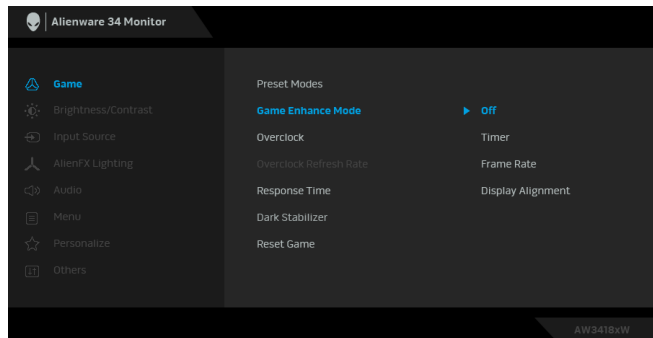 Alienware 34 Monitor
Game
Preset Modes
Brightness/Contrast
Game Enhance Mode
Off
Input Source
Overclock
Timer
AlienFX Lighting
Overclock Refresh Rate
Frame Rate
Audio
Response Time
Display Alignment
Menu
Dark Stabilizer
Personalize
Reset Game
Others
AW3418xW